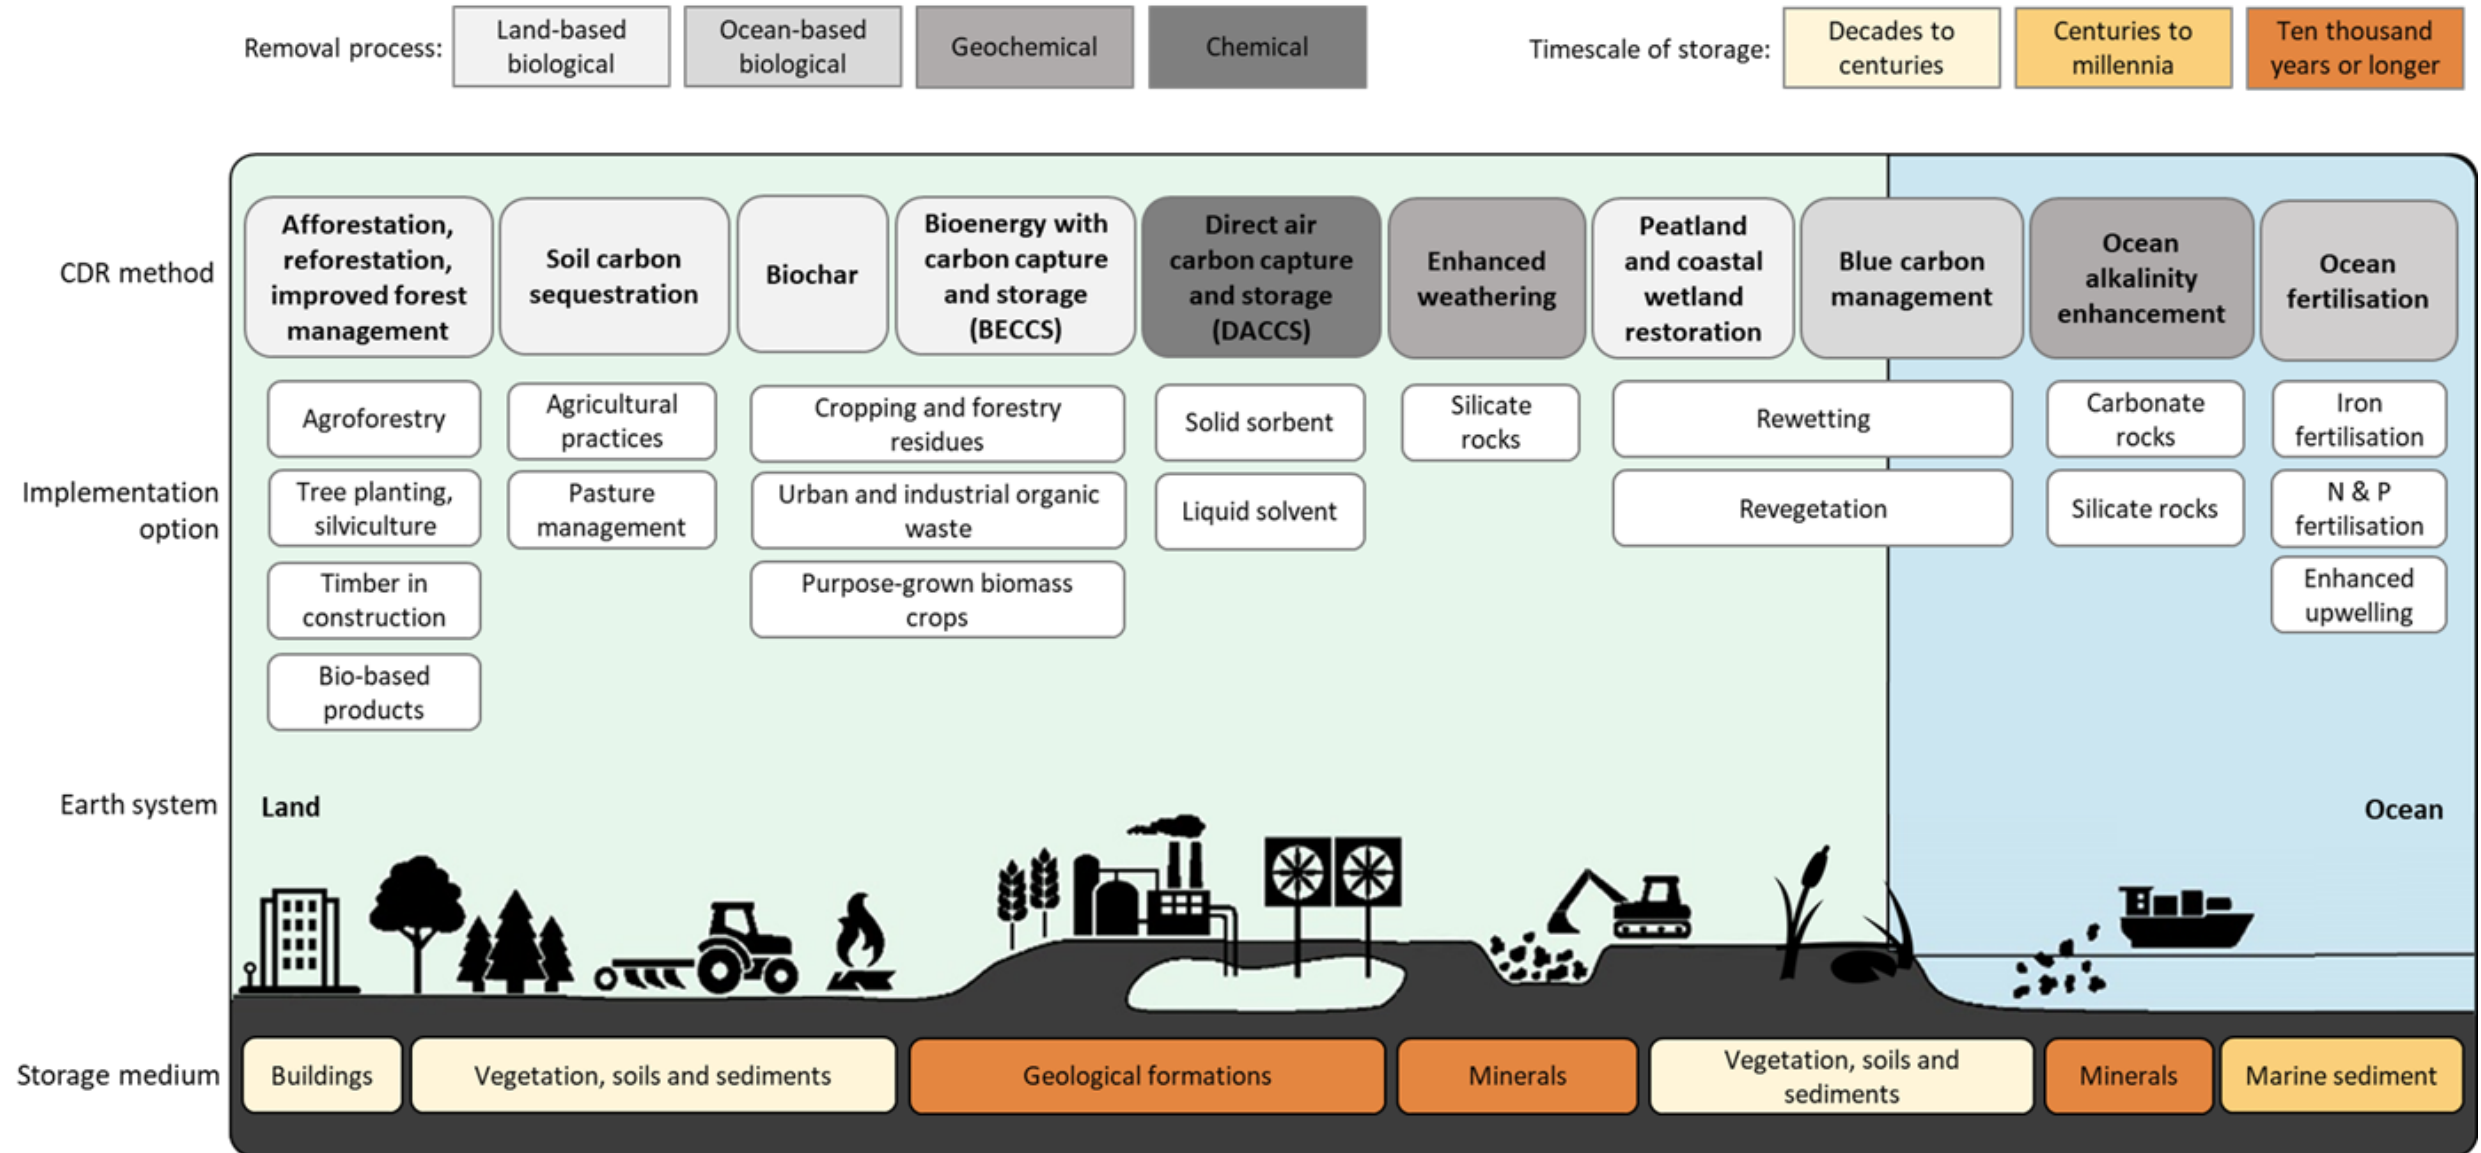 Removal process:
Land-based
biological
Ocean-based
biological
Geochemical
Chemical
Timescale of storage:
Decades to
centuries
Centuries to
millennia
Ten thousand
years or longer
CDR method
Afforestation,
reforestation,
improved forest
management
Soil carbon
sequestration
Biochar
Bioenergy with
carbon capture
and storage
(BECCS)
Direct air
carbon capture
and storage
(DACCS)
Enhanced
weathering
Peatland
and coastal
wetland
restoration
Blue carbon
management
Ocean
alkalinity
enhancement
Ocean
fertilisation
Implementation
option
Agroforestry
Tree planting,
silviculture
Timber in
construction
Bio-based
products
Agricultural
practices
Pasture
management
Cropping and forestry
residues
Urban and industrial organic
waste
Purpose-grown biomass
crops
Solid sorbent
Liquid solvent
Silicate
rocks
Rewetting
Revegetation
Carbonate
rocks
Silicate rocks
Iron
fertilisation
N & P
fertilisation
Enhanced
upwelling
Earth system
Land
Ocean
Storage medium
Buildings
Vegetation, soils and sediments
Geological formations
Minerals
Vegetation, soils and
sediments
Minerals
Marine sediment